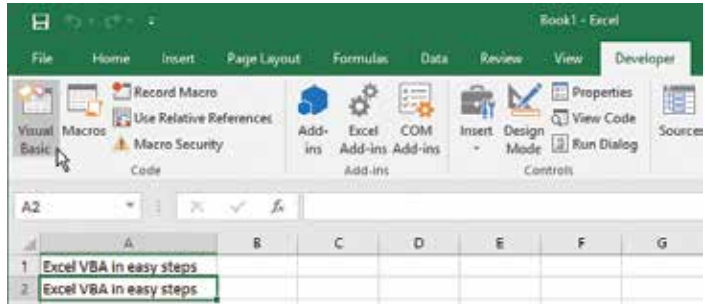 Book1 - Excel
File Home Insert Page Layout Formulas Data Review View Developer
Visual Basic
Macros
Record Macro
Use Relative References
Macro Security
Code
Add-ins
Excel Add-ins
COM Add-ins
Add-ins
Insert
Design Mode
Properties
View Code
Run Dialog
Controls
Source
A2 fx
A B C D E F G
1 Excel VBA in easy steps
2 Excel VBA in easy steps